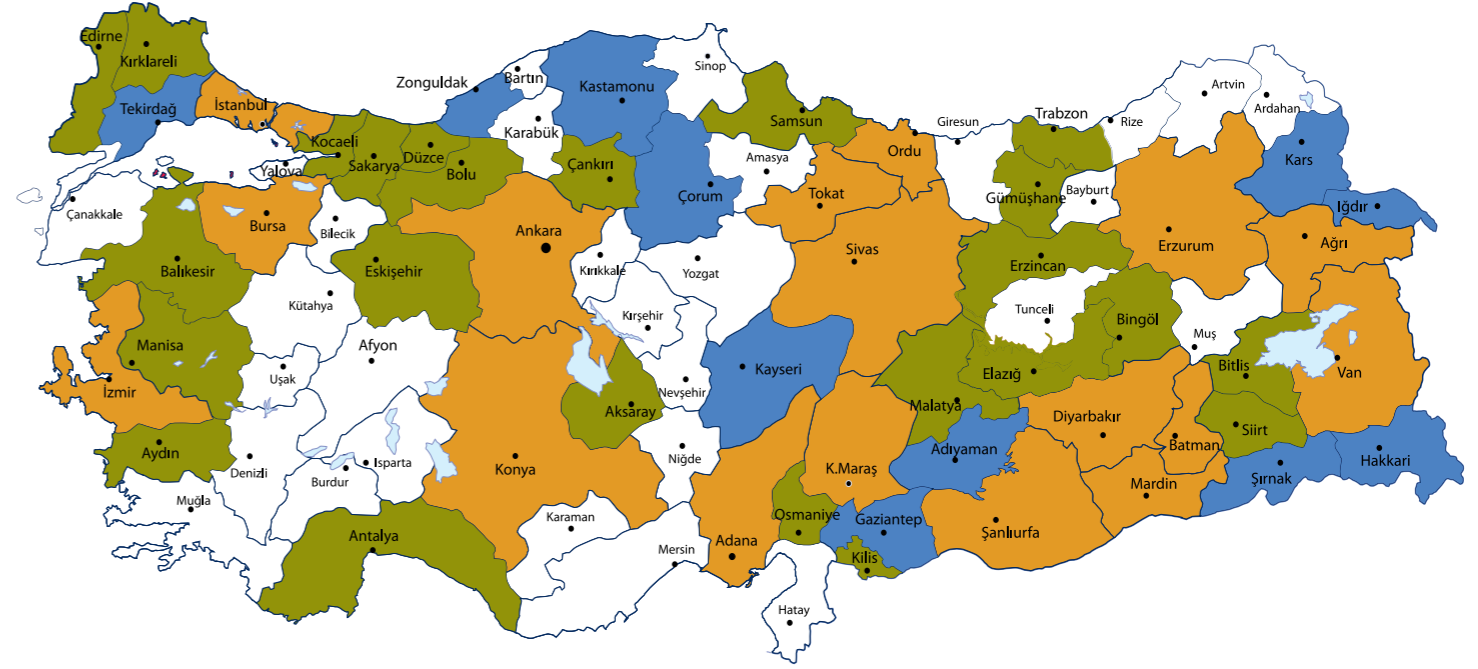 Edirne
Kırklareli
Tekirdağ
İstanbul
Zonguldak
Bartın
Kastamonu
Sinop
Karabük
Samsun
Kocaeli
Sakarya
Düzce
Bolu
Çankırı
Yalova
Amasya
Ordu
Giresun
Trabzon
Rize
Artvin
Ardahan
Kars
Çanakkale
Bursa
Bilecik
Çorum
Tokat
Gümüşhane
Bayburt
Iğdır
Balıkesir
Eskişehir
Ankara
Kırıkkale
Yozgat
Sivas
Erzincan
Erzurum
Ağrı
Kütahya
Kırşehir
Tunceli
Bingöl
Muş
Manisa
Afyon
Uşak
İzmir
Nevşehir
Kayseri
Elazığ
Bitlis
Van
Aksaray
Malatya
Diyarbakır
Batman
Siirt
Aydın
Denizli
Isparta
Burdur
Konya
Niğde
K.Maraş
Adıyaman
Mardin
Şırnak
Hakkari
Muğla
Antalya
Karaman
Mersin
Adana
Osmaniye
Gaziantep
Kilis
Şanlıurfa
Hatay